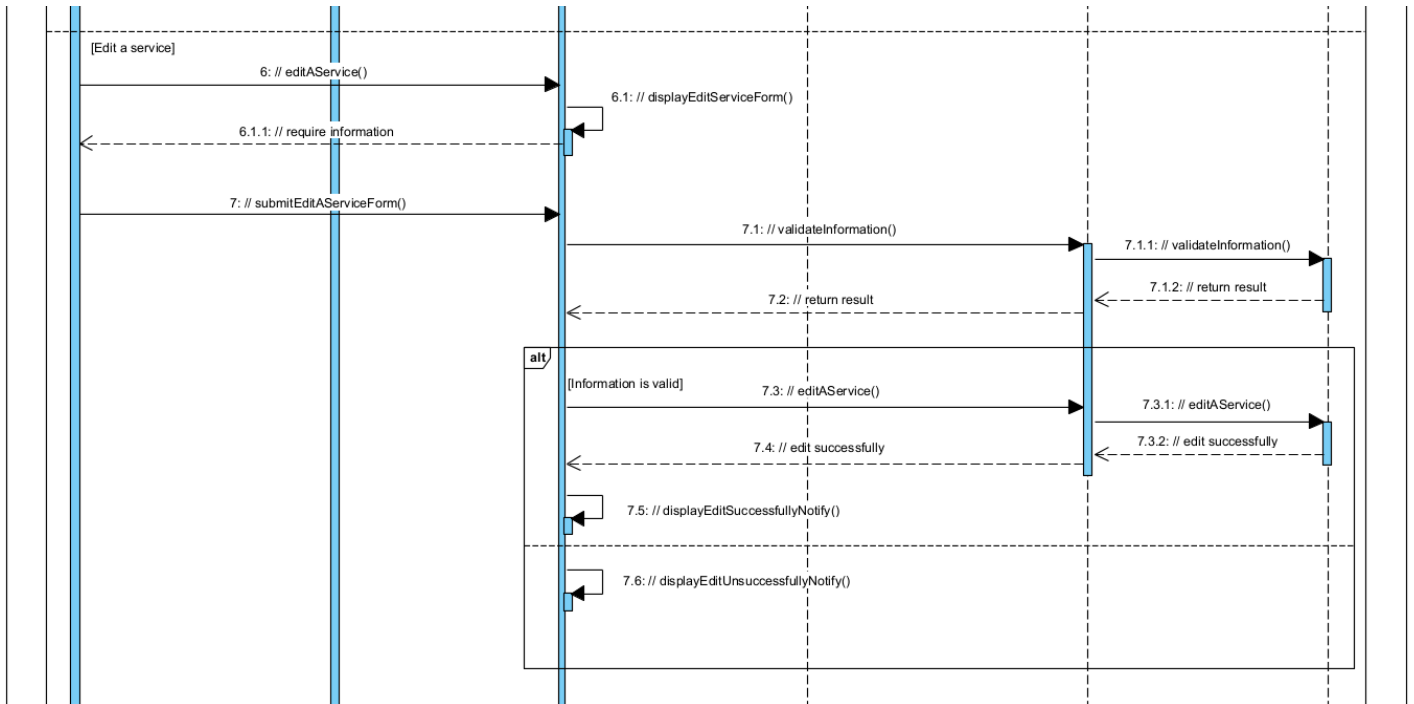 [Edit a service]
6: // editAService()
6.1: // displayEditServiceForm()
6.1.1: // require information
7: // submitEditAServiceForm()
7.1: // validateInformation()
7.1.1: // validateInformation()
7.1.2: // return result
7.2: // return result
alt
[Information is valid]
7.3: // editAService()
7.3.1: // editAService()
7.3.2: // edit successfully
7.4: // edit successfully
7.5: // displayEditSuccessfullyNotify()
7.6: // displayEditUnsuccessfullyNotify()